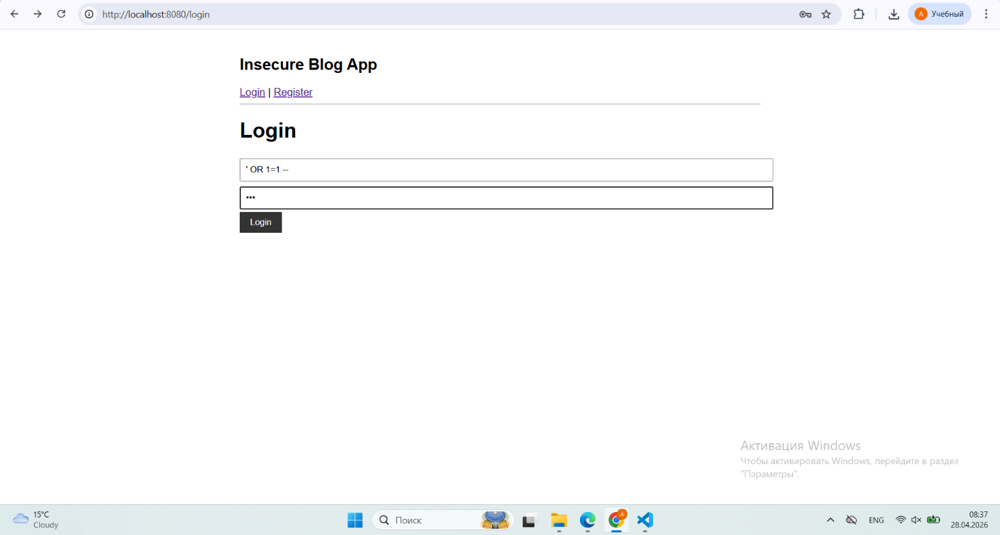 http://localhost:8080/login
A Учебный
Insecure Blog App
Login | Register
Login
' OR 1=1 --
•••
Login
Активация Windows
Чтобы активировать Windows, перейдите в раздел
"Параметры".
15°C
Cloudy
Поиск
A
ENG
08:37
28.04.2026